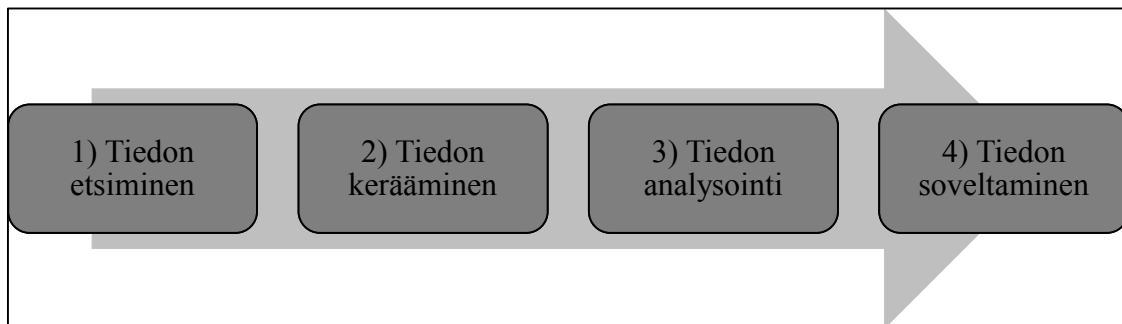 1) Tiedon
etsiminen
2) Tiedon
kerääminen
3) Tiedon
analysointi
4) Tiedon
soveltaminen